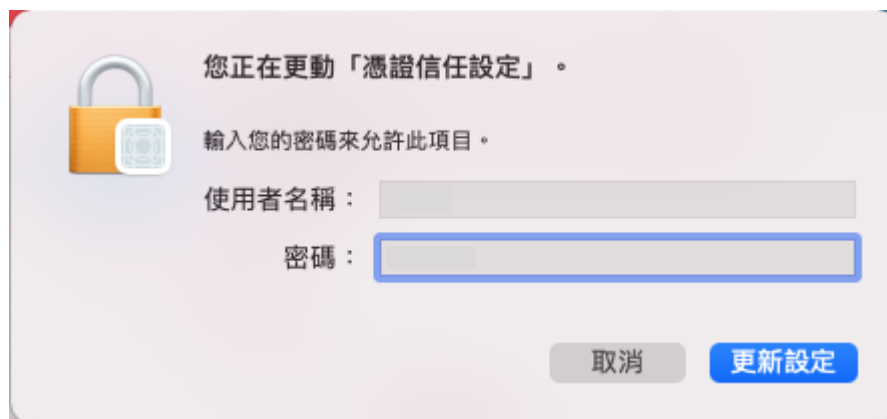 您正在更動「憑證信任設定」。
輸入您的密碼來允許此項目。
使用者名稱：
密碼：
取消 更新設定